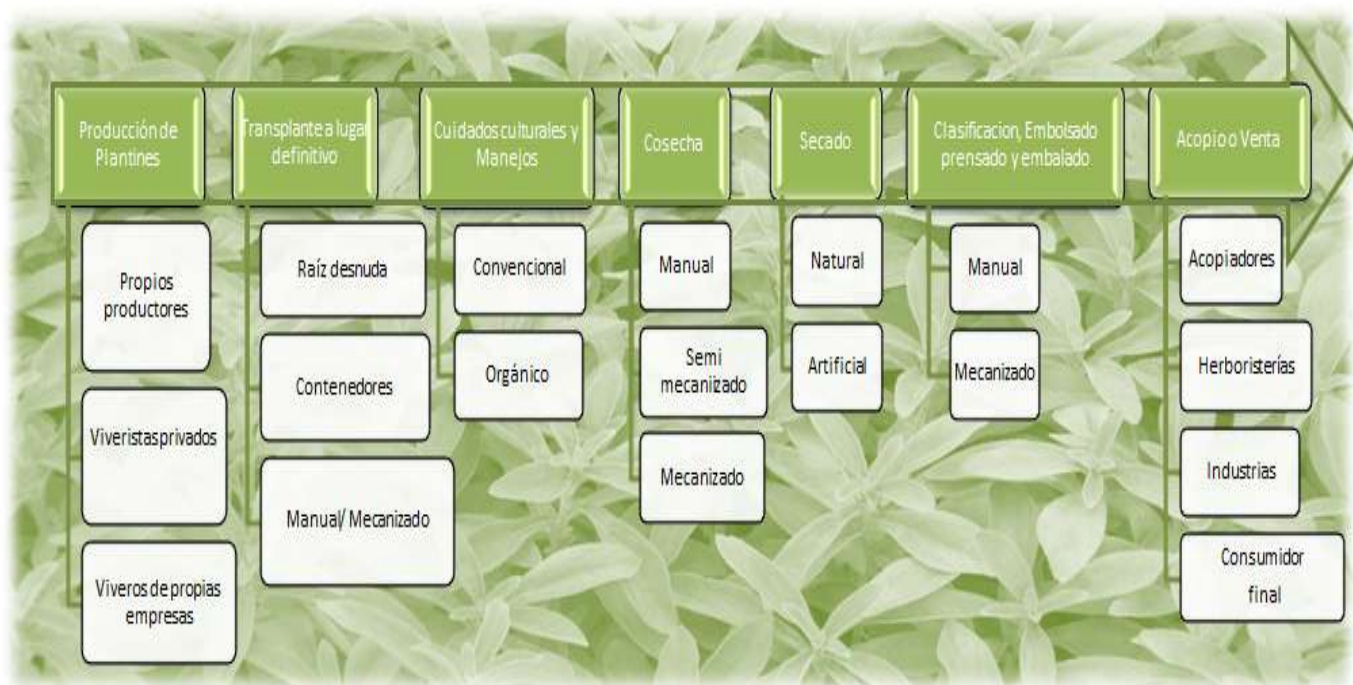 Producción de
Plantines
Transplante a lugar
definitivo
Cuidados culturales y
Manejos
Cosecha
Secado
Clasificacion, Embolsado
prensado y embalado
Acopio o Venta
Propios
productores
Viveristas privados
Viveros de propias
empresas
Raíz desnuda
Contenedores
Manual/ Mecanizado
Convencional
Orgánico
Manual
Semi
mecaniizado
Mecanizado
Natural
Artificial
Manual
Mecanizado
Acopiadores
Herboristerías
Industrias
Consumidor
final